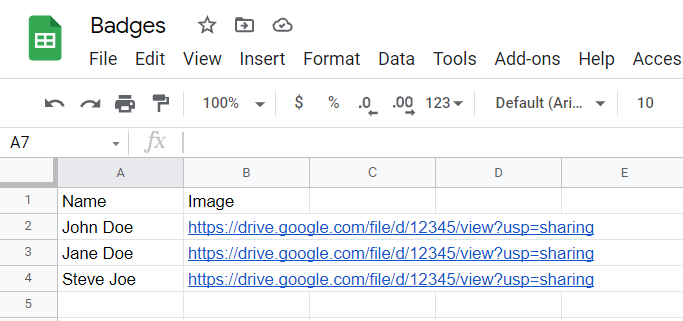 Badges
File Edit View Insert Format Data Tools Add-ons Help Acces
100% $ % .0 .00 123 Default (Ari... 10
A7 fx
A B C D E
1 Name Image
2 John Doe https://drive.google.com/file/d/12345/view?usp=sharing
3 Jane Doe https://drive.google.com/file/d/12345/view?usp=sharing
4 Steve Joe https://drive.google.com/file/d/12345/view?usp=sharing
5